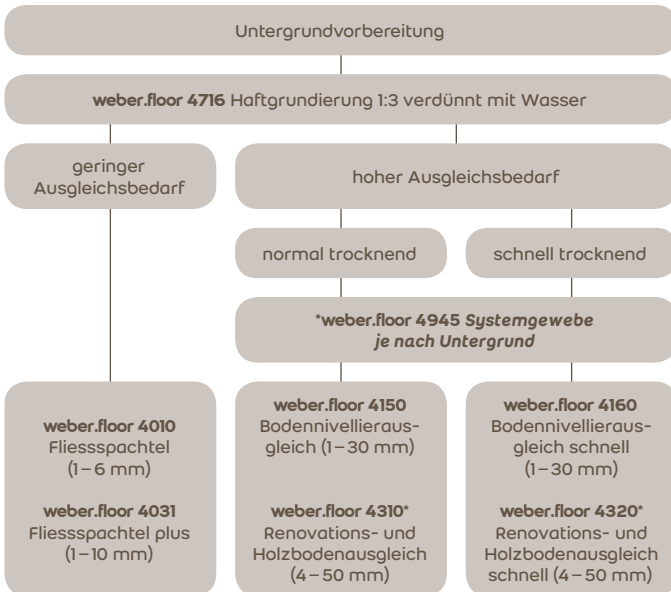 Untergrundvorbereitung
weber.floor 4716 Haftgrundierung 1:3 verdünnt mit Wasser
geringer
Ausgleichsbedarf
hoher Ausgleichsbedarf
normal trocknend
schnell trocknend
*weber.floor 4945 Systemgewebe
je nach Untergrund
weber.floor 4010
Fliessspachtel
(1–6 mm)
weber.floor 4031
Fliessspachtel plus
(1–10 mm)
weber.floor 4150
Bodennivellieraus-
gleich (1–30 mm)
weber.floor 4310*
Renovations- und
Holzbodenausgleich
(4–50 mm)
weber.floor 4160
Bodennivellieraus-
gleich schnell
(1–30 mm)
weber.floor 4320*
Renovations- und
Holzbodenausgleich
schnell (4–50 mm)